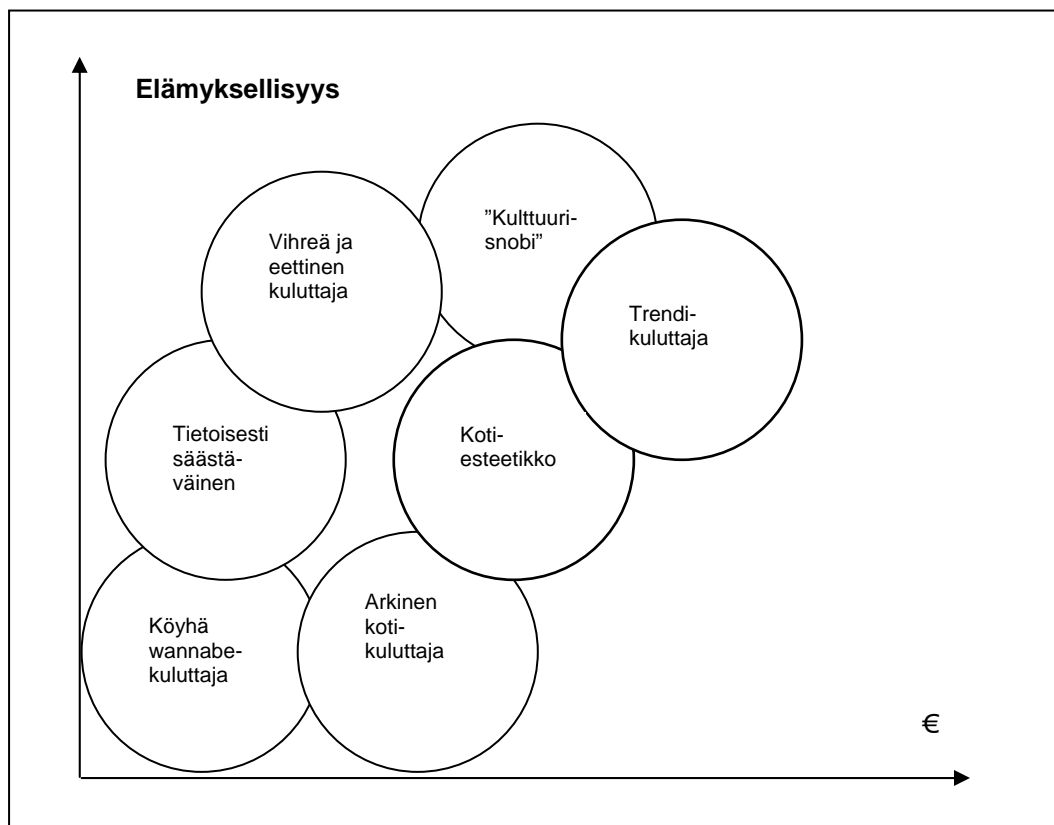 Elämyksellisyys
”Kulttuuri-
snobi”
Vihreä ja
eettinen
kuluttaja
Trendi-
kuluttaja
Tietoisesti
säästä-
väinen
Koti-
esteetikko
Köyhä
wannabe-
kuluttaja
Arkinen
koti-
kuluttaja
€